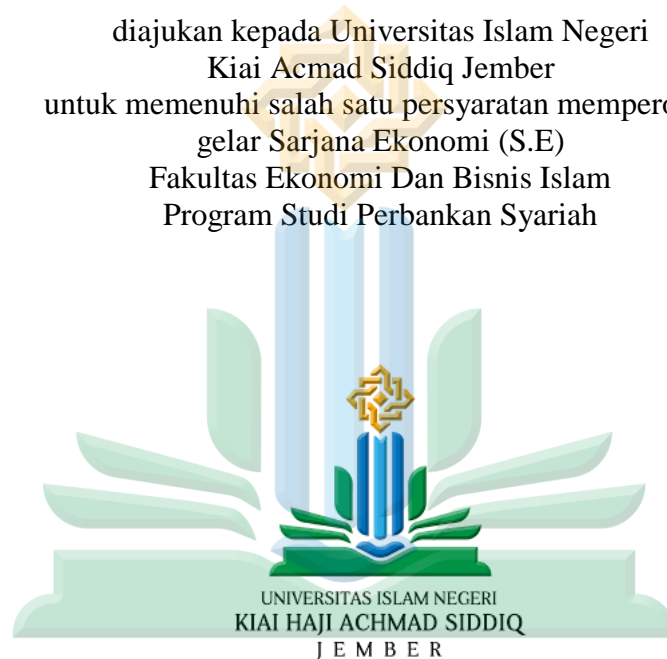 diajukan kepada Universitas Islam Negeri
Kiai Acmad Siddiq Jember
untuk memenuhi salah satu persyaratan
gelar Sarjana Ekonomi (S.E)
Fakultas Ekonomi Dan Bisnis Islam
Program Studi Perbankan Syariah
UNIVERSITAS ISLAM NEGERI
KIAI HAJI ACHMAD SIDDIQ
JEMBER